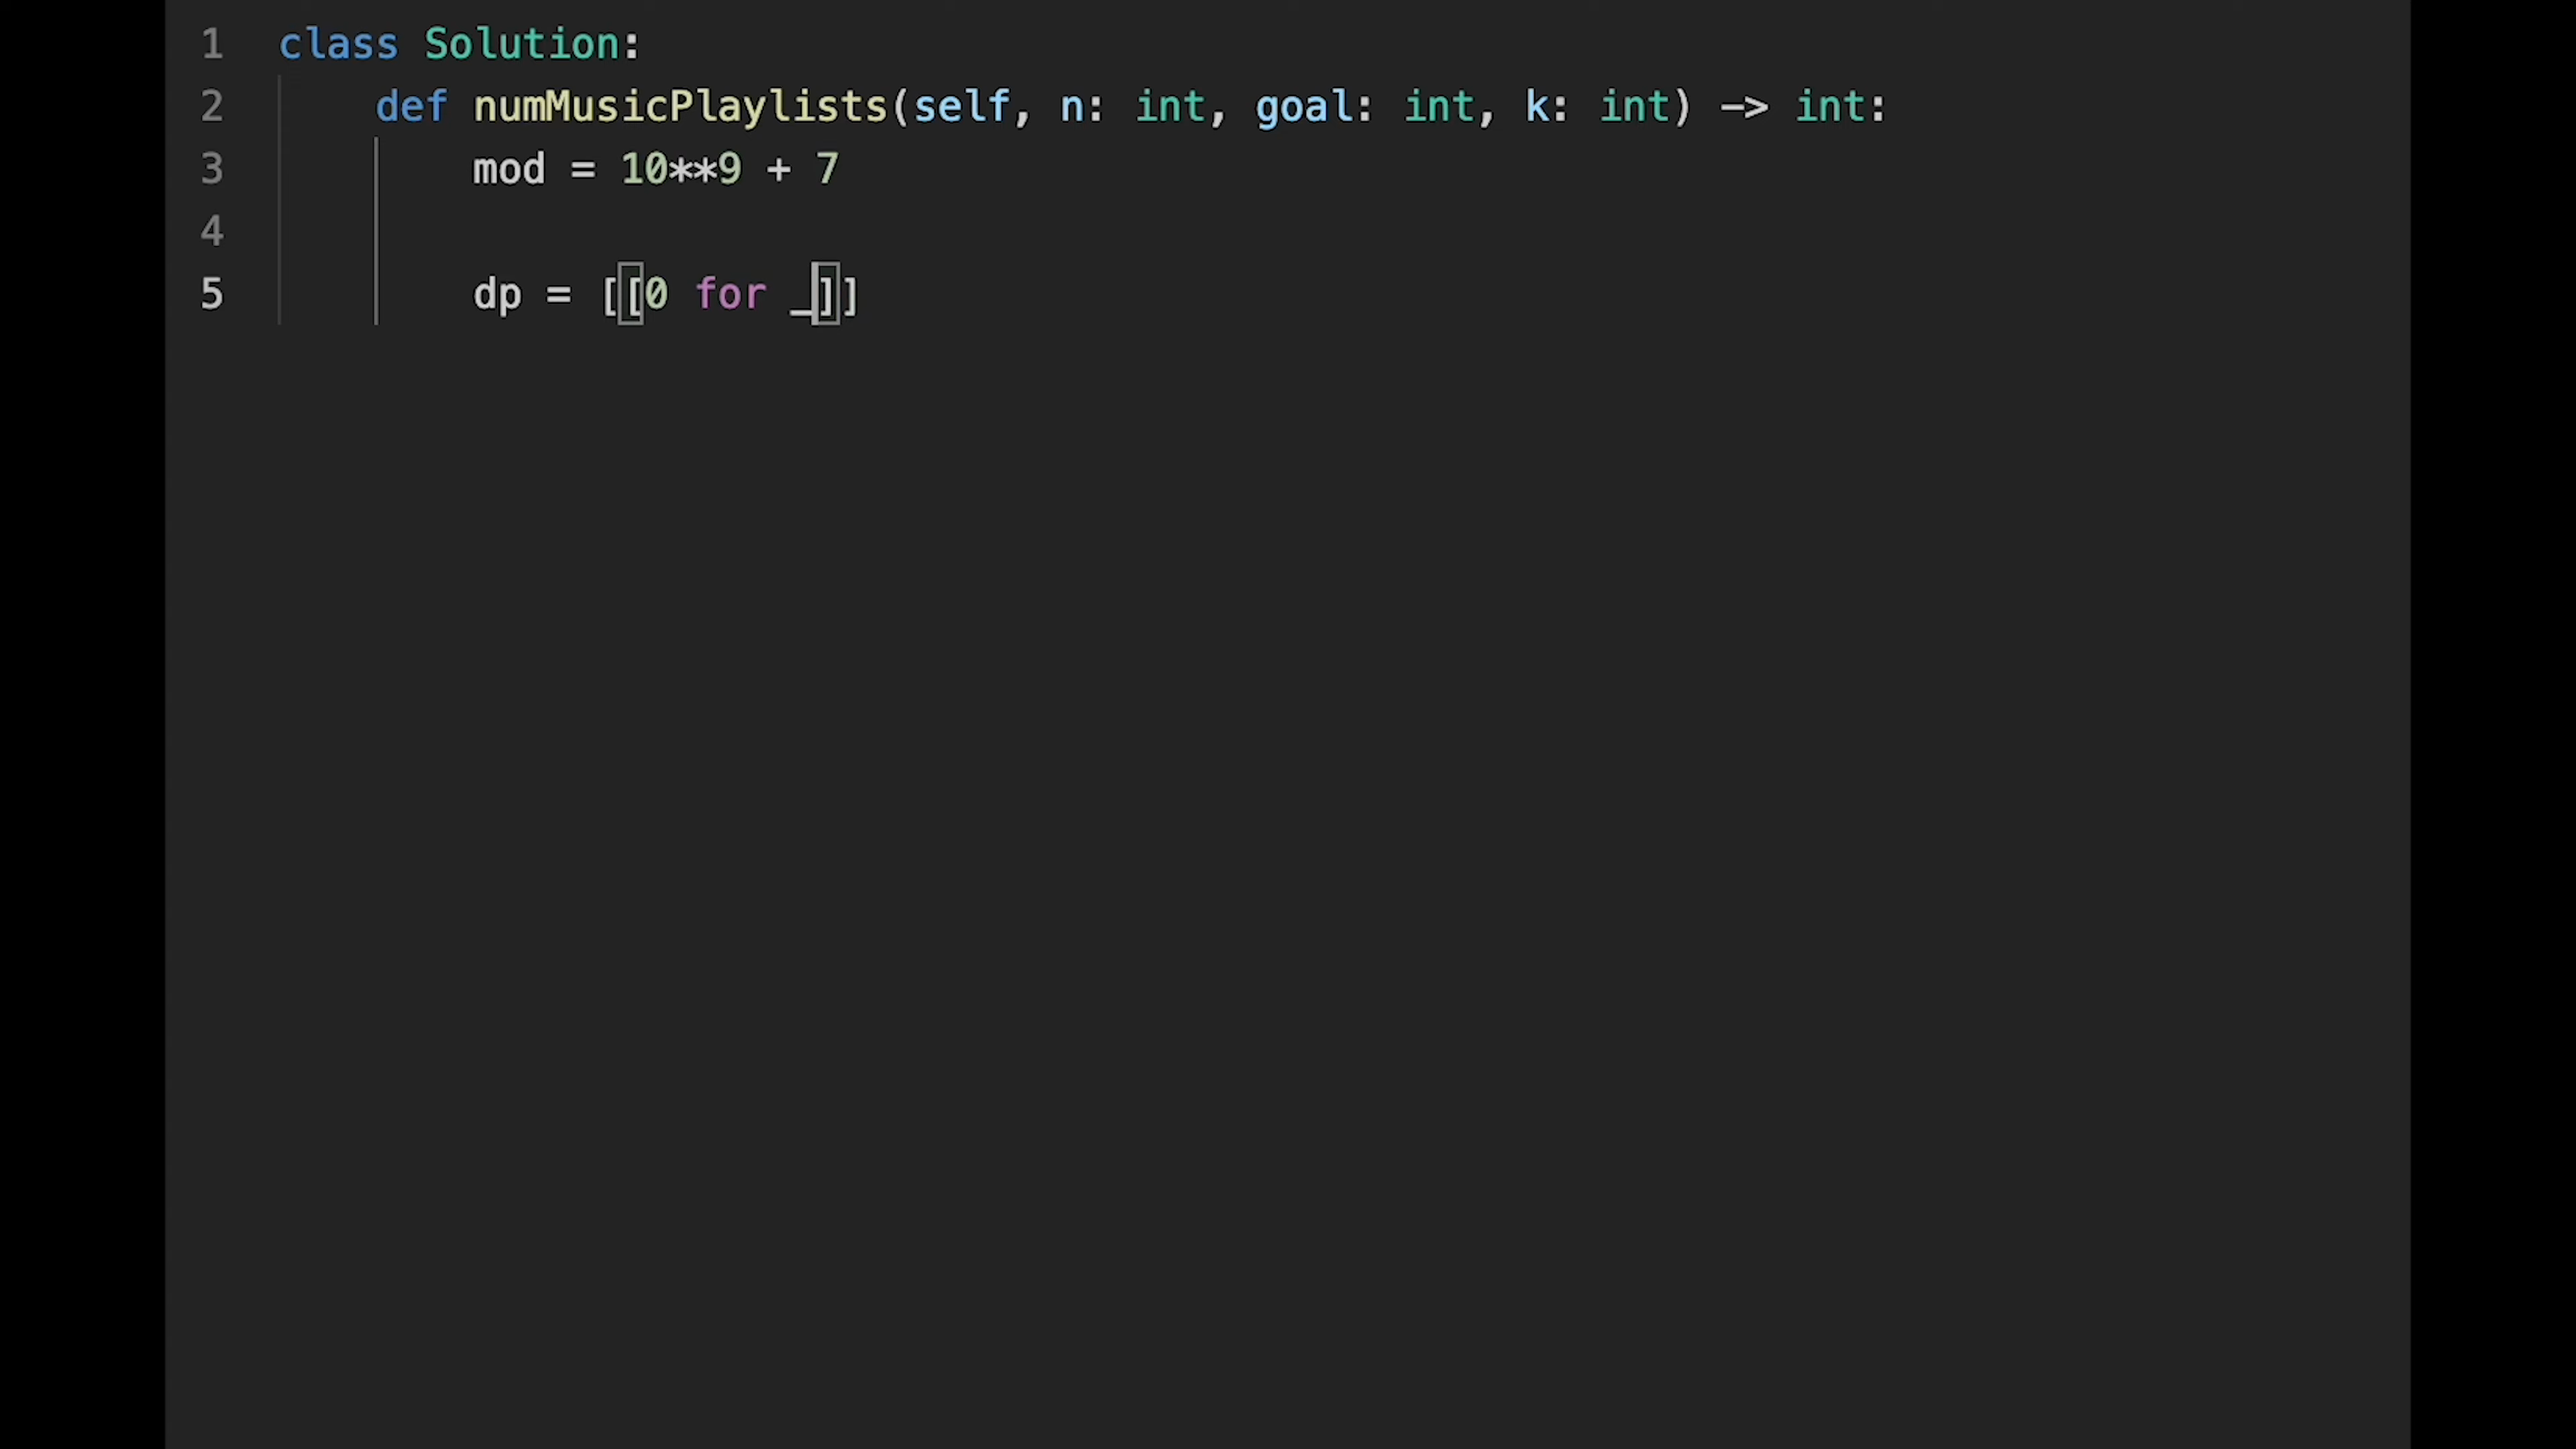 1 class Solution:
2 def numMusicPlaylists(self, n: int, goal: int, k: int) -> int:
3 mod = 10**9 + 7
4
5 dp = [[0 for _]]